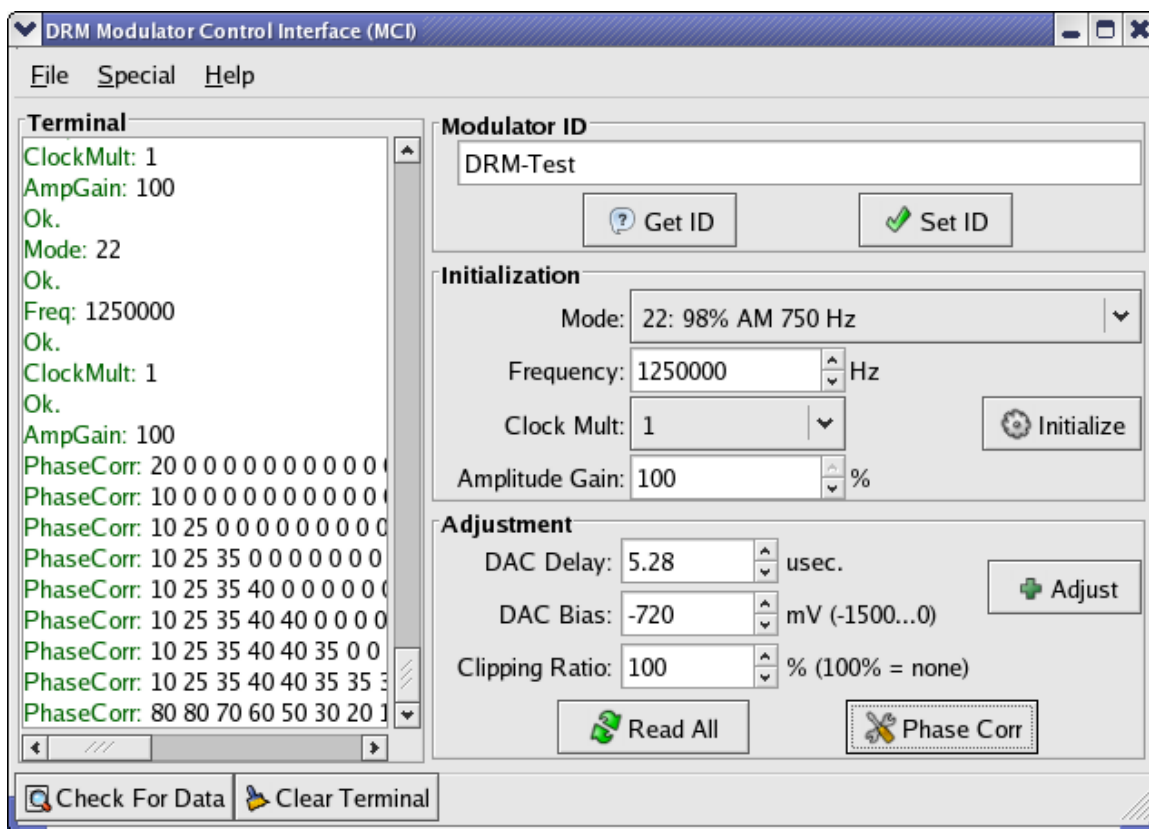 DRM Modulator Control Interface (MCI)
File Special Help
Terminal
ClockMult: 1
AmpGain: 100
Ok.
Mode: 22
Ok.
Freq: 1250000
Ok.
ClockMult: 1
Ok.
AmpGain: 100
PhaseCorr: 20 0 0 0 0 0 0 0 0 0 0 0
PhaseCorr: 10 0 0 0 0 0 0 0 0 0 0 0
PhaseCorr: 10 25 0 0 0 0 0 0 0 0 0
PhaseCorr: 10 25 35 0 0 0 0 0 0 0
PhaseCorr: 10 25 35 40 0 0 0 0 0
PhaseCorr: 10 25 35 40 40 0 0 0 0
PhaseCorr: 10 25 35 40 40 35 0 0
PhaseCorr: 10 25 35 40 40 35 35
PhaseCorr: 80 80 70 60 50 30 20
Check For Data
Clear Terminal
Modulator ID
DRM-Test
Get ID
Set ID
Initialization
Mode: 22: 98% AM 750 Hz
Frequency: 1250000 Hz
Clock Mult: 1
Initialize
Amplitude Gain: 100 %
Adjustment
DAC Delay: 5.28 usec.
Adjust
DAC Bias: -720 mV (-1500...0)
Clipping Ratio: 100 % (100% = none)
Read All
Phase Corr